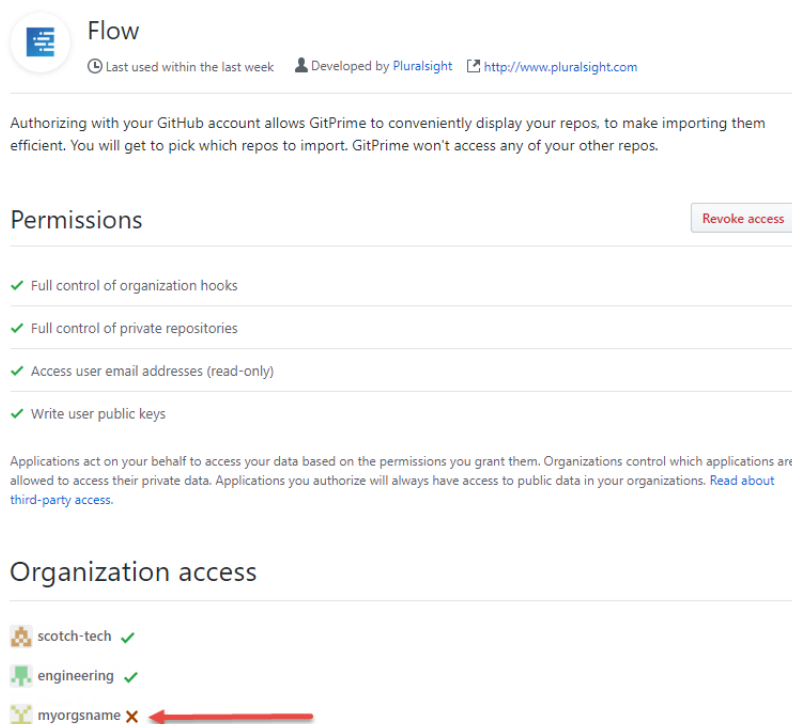 Flow
Last used within the last week Developed by Pluralsight http://www.pluralsight.com
Authorizing with your GitHub account allows GitPrime to conveniently display your repos, to make importing them
efficient. You will get to pick which repos to import. GitPrime won't access any of your other repos.
Permissions
Revoke access
Full control of organization hooks
Full control of private repositories
Access user email addresses (read-only)
Write user public keys
Applications act on your behalf to access your data based on the permissions you grant them. Organizations control which applications are
allowed to access their private data. Applications you authorize will always have access to public data in your organizations. Read about
third-party access.
Organization access
scotch-tech
engineering
myorgsname